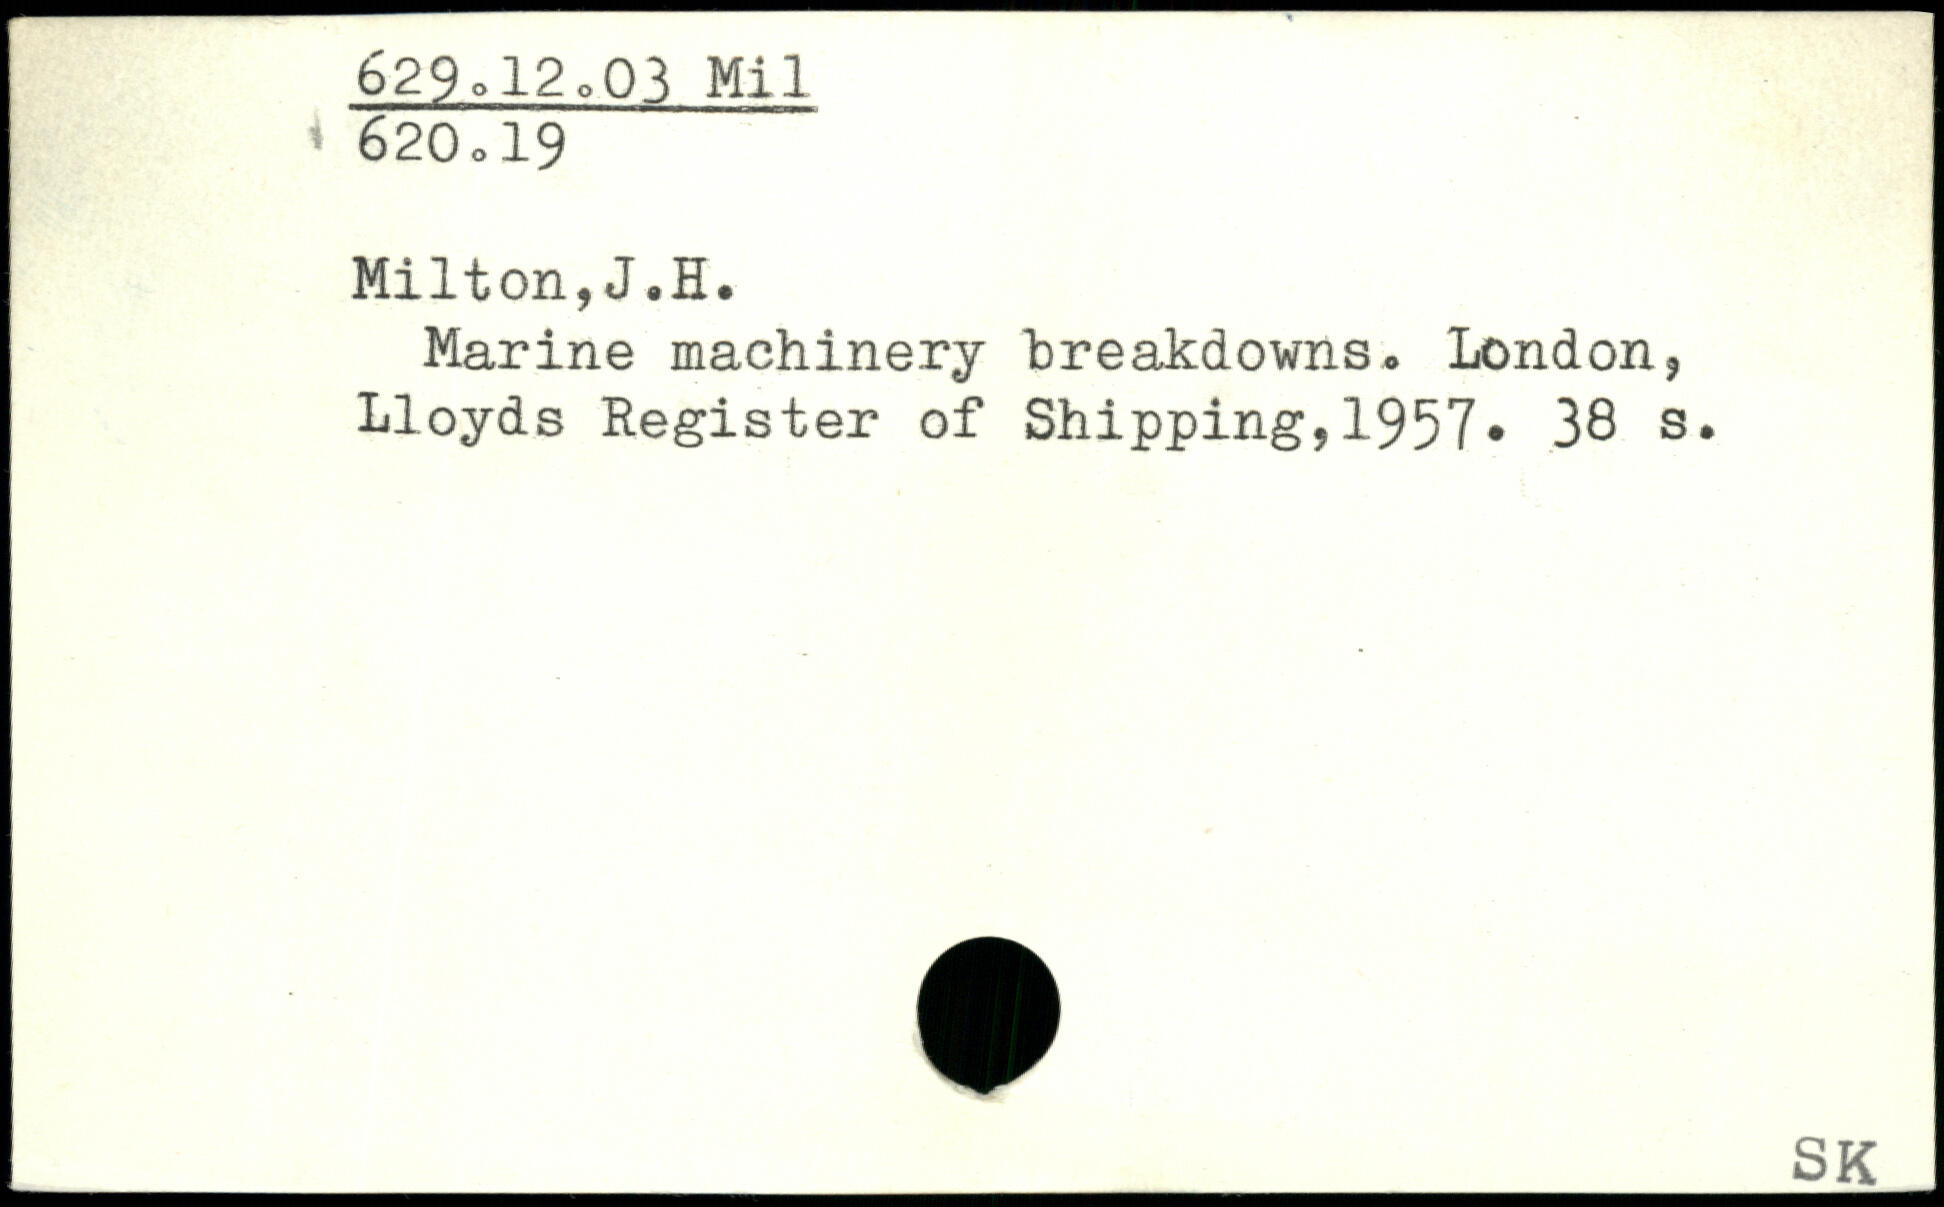 629.12.03 Mil
620.19
Milton,J.H.
Marine machinery breakdowns. London,
Lloyds Register of Shipping,1957. 38 s.
SK